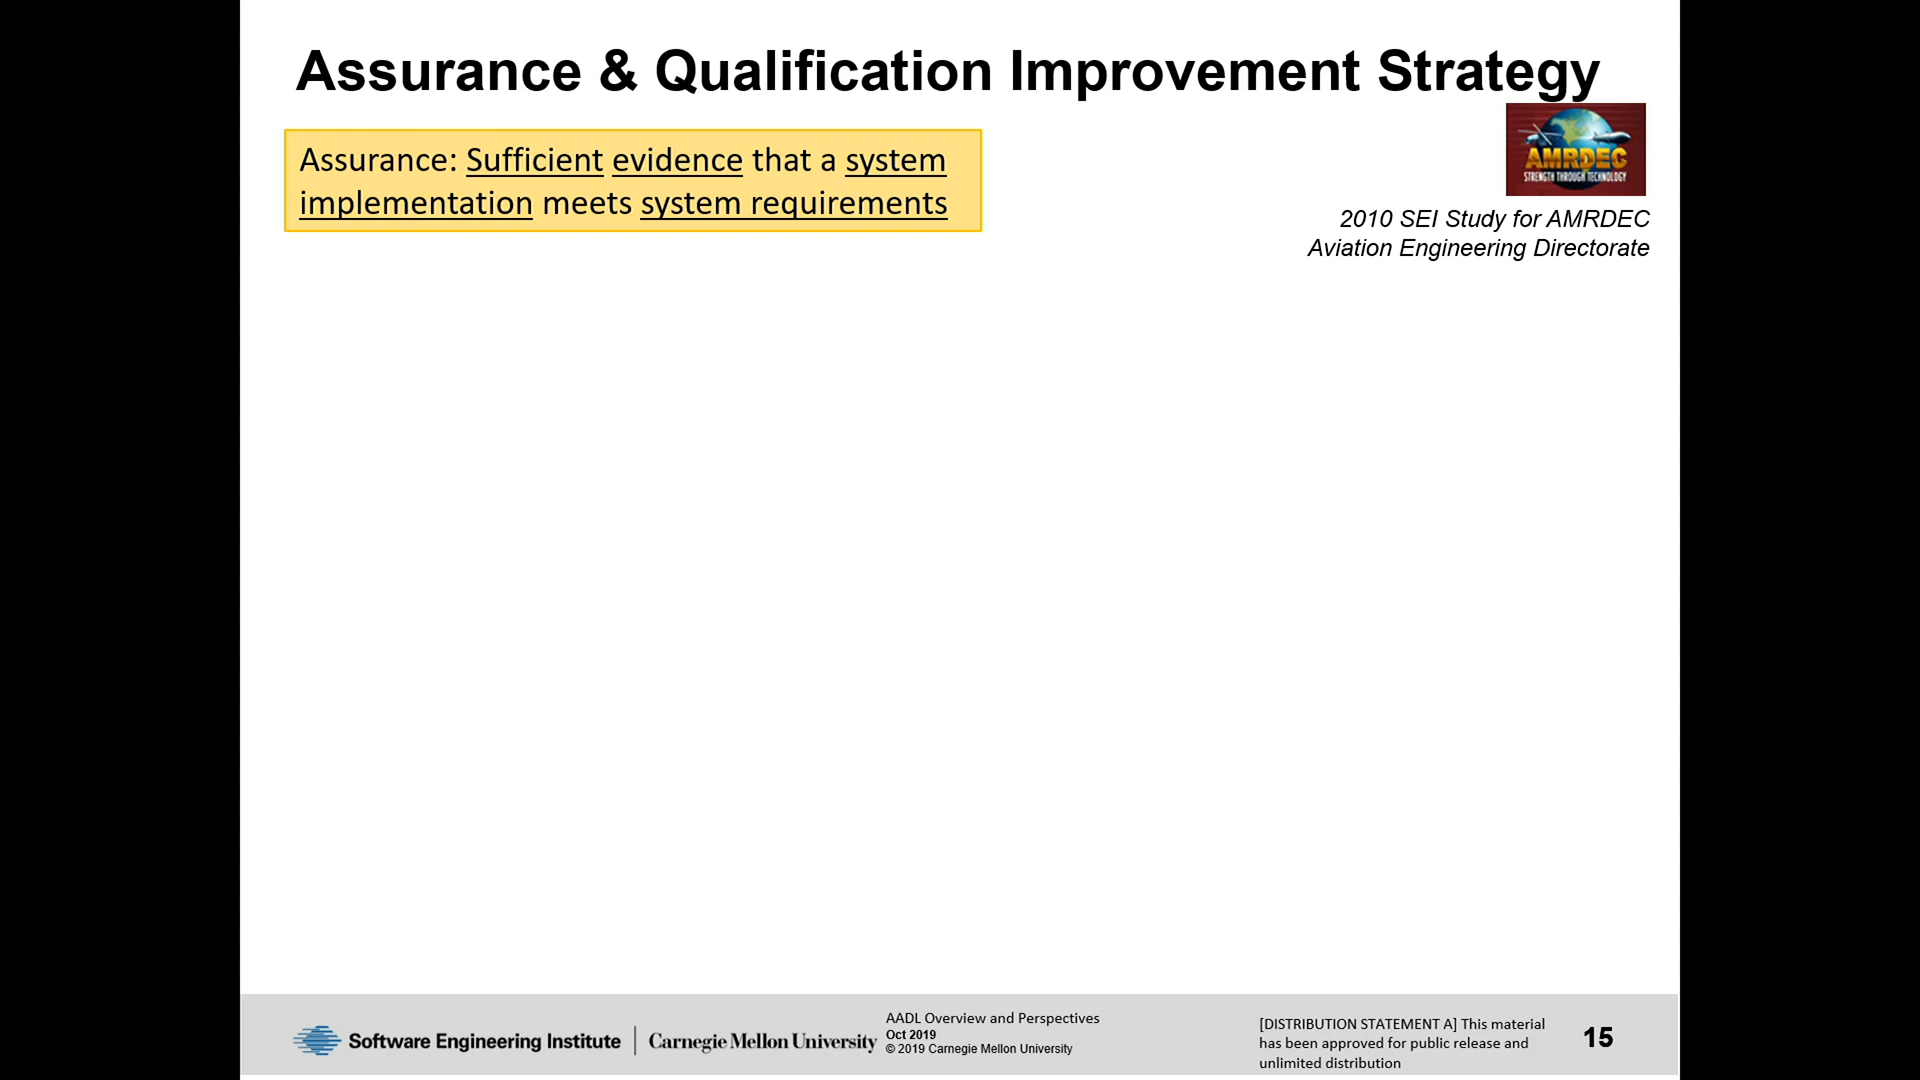 Assurance & Qualification Improvement Strategy
Assurance: Sufficient evidence that a system
implementation meets system requirements
AMRDEC
STRENGTH THROUGH TECHNOLOGY
2010 SEI Study for AMRDEC
Aviation Engineering Directorate
Software Engineering Institute
Carnegie Mellon University
AADL Overview and Perspectives
Oct 2019
© 2019 Carnegie Mellon University
[DISTRIBUTION STATEMENT A] This material
has been approved for public release and
unlimited distribution
15